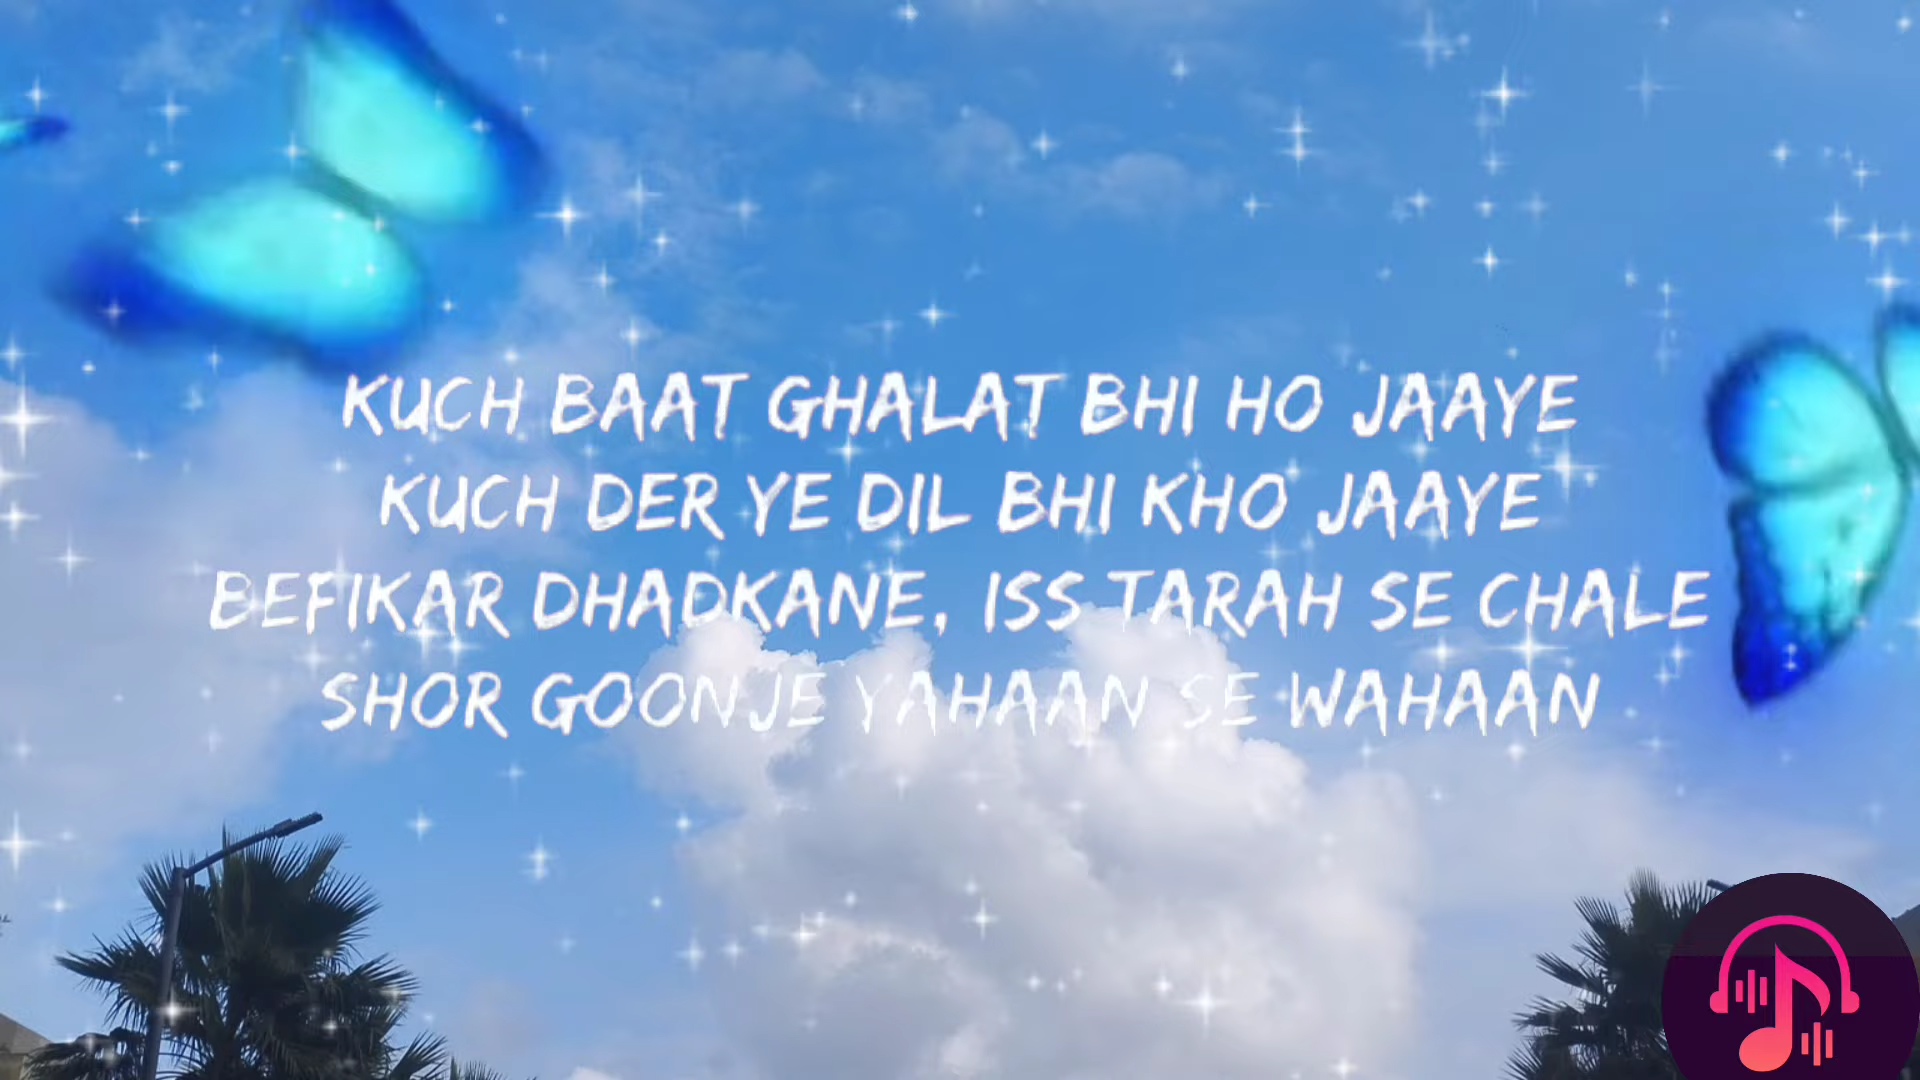 KUCH BAAT GHALAT BHI HO JAAYE
KUCH DER YE DIL BHI KHO JAAYE
BEFIKAR DHADKANE, ISS TARAH SE CHALE
SHOR GOONJE YAHAAN SE WAHAAN